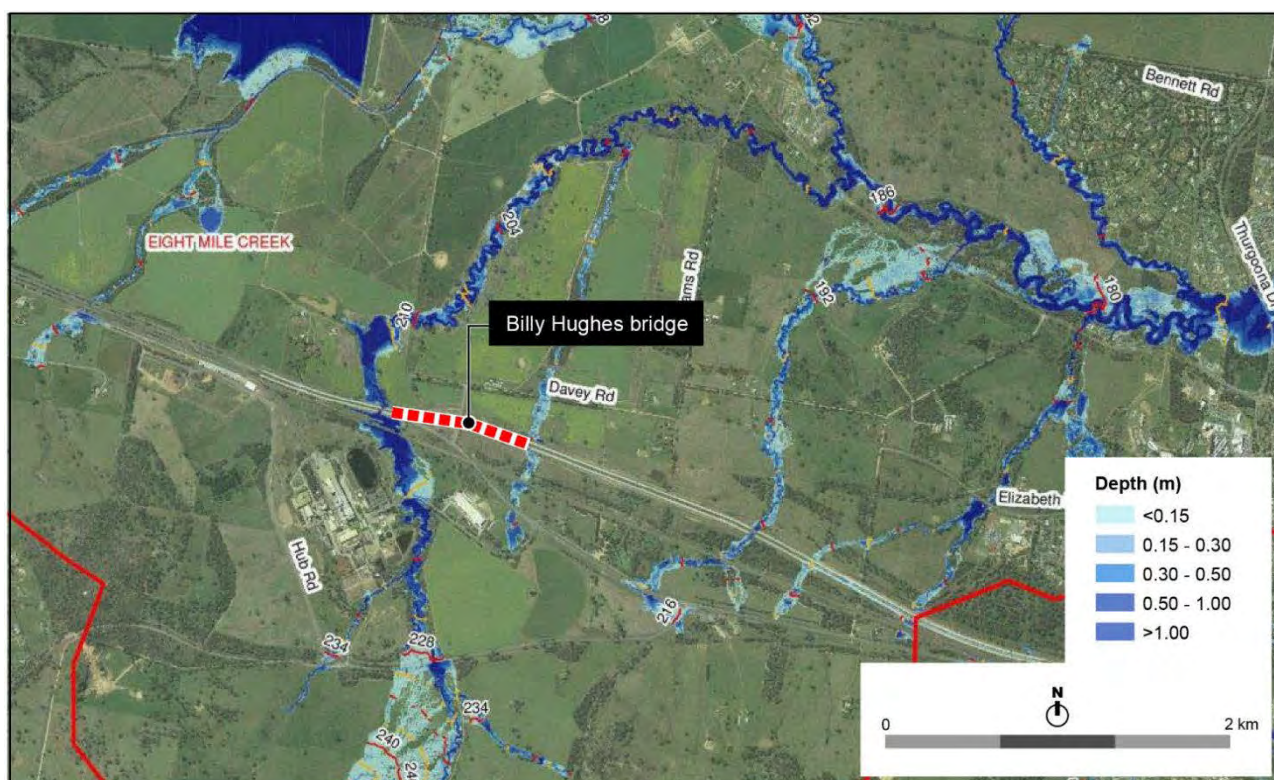 Bennett Rd
186
204
EIGHT MILE CREEK
Thurgoona
192
180
210
Billy Hughes bridge
Davey Rd
Elizabeth
Hub Rd
216
228
234
234
240
Depth (m)
<0.15
0.15 - 0.30
0.30 - 0.50
0.50 - 1.00
>1.00
N
0
2 km